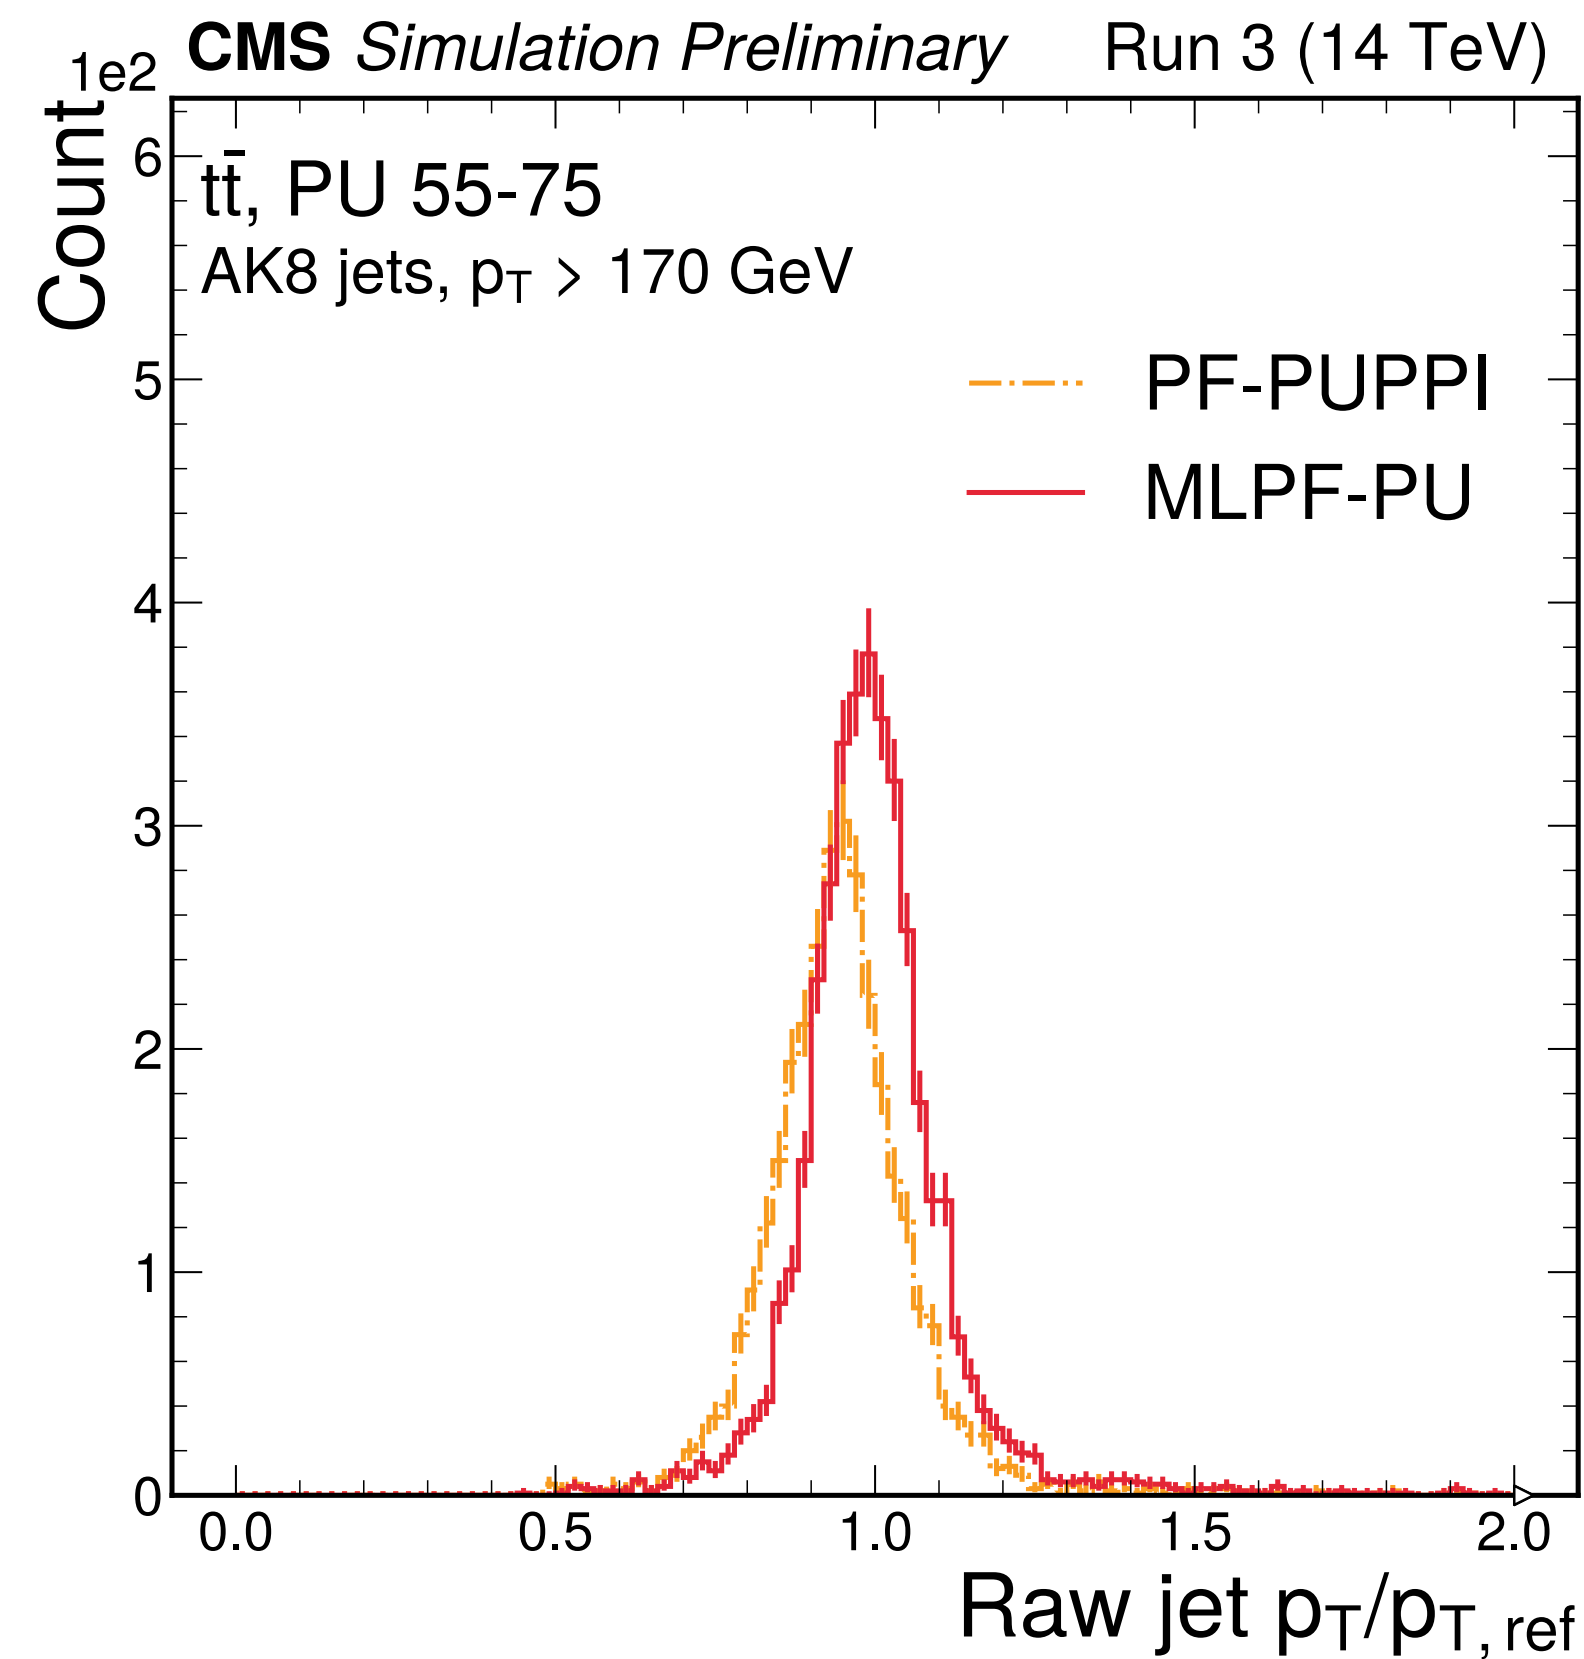 CMS Simulation Preliminary Run 3 (14 TeV)
1e2
Count
tt̄, PU 55-75
AK8 jets, pT > 170 GeV
PF-PUPPI
MLPF-PU
6
5
4
3
2
1
0
0.0 0.5 1.0 1.5 2.0
Raw jet pT/pT, ref